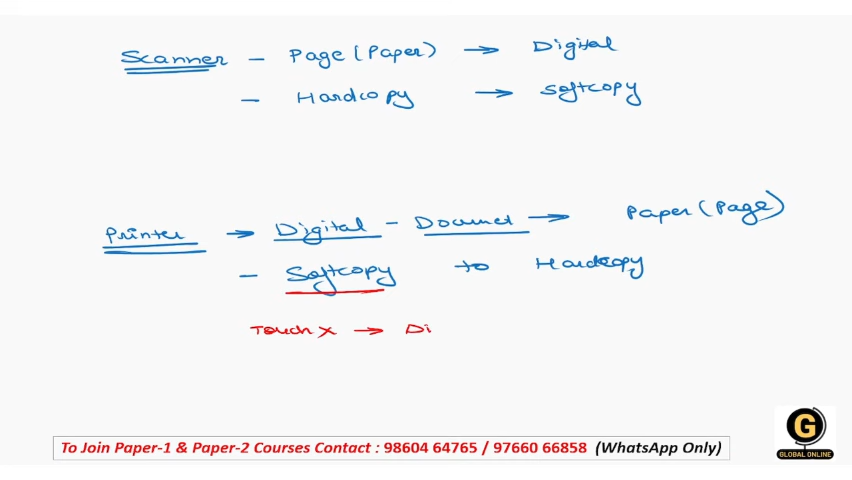 Scanner - Page (Paper) → Digital
- Hardcopy → Softcopy
Printer → Digital - Documet → Paper (Page)
- Softcopy to Hardcopy
Touch X → Di
G
GLOBAL ONLINE
To Join Paper-1 & Paper-2 Courses Contact : 98604 64765 / 97660 66858 (WhatsApp Only)